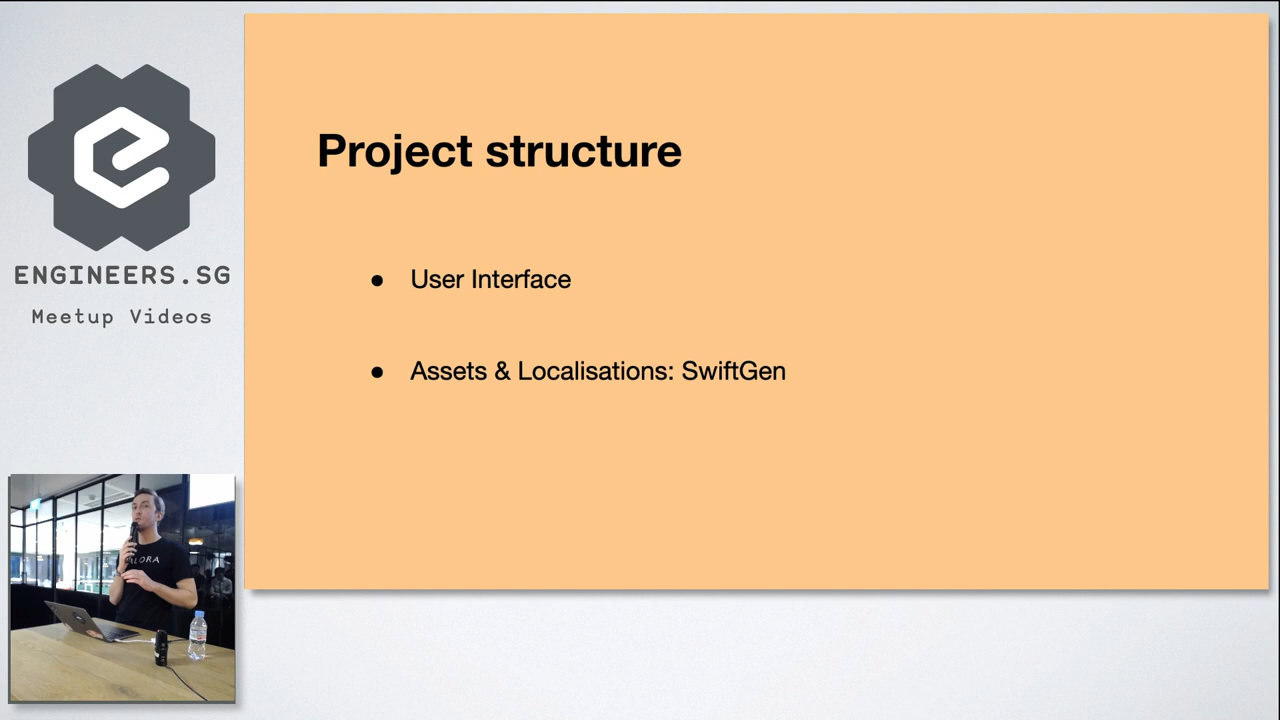 ENGINEERS.SG
Meetup Videos
Project structure
● User Interface
● Assets & Localisations: SwiftGen